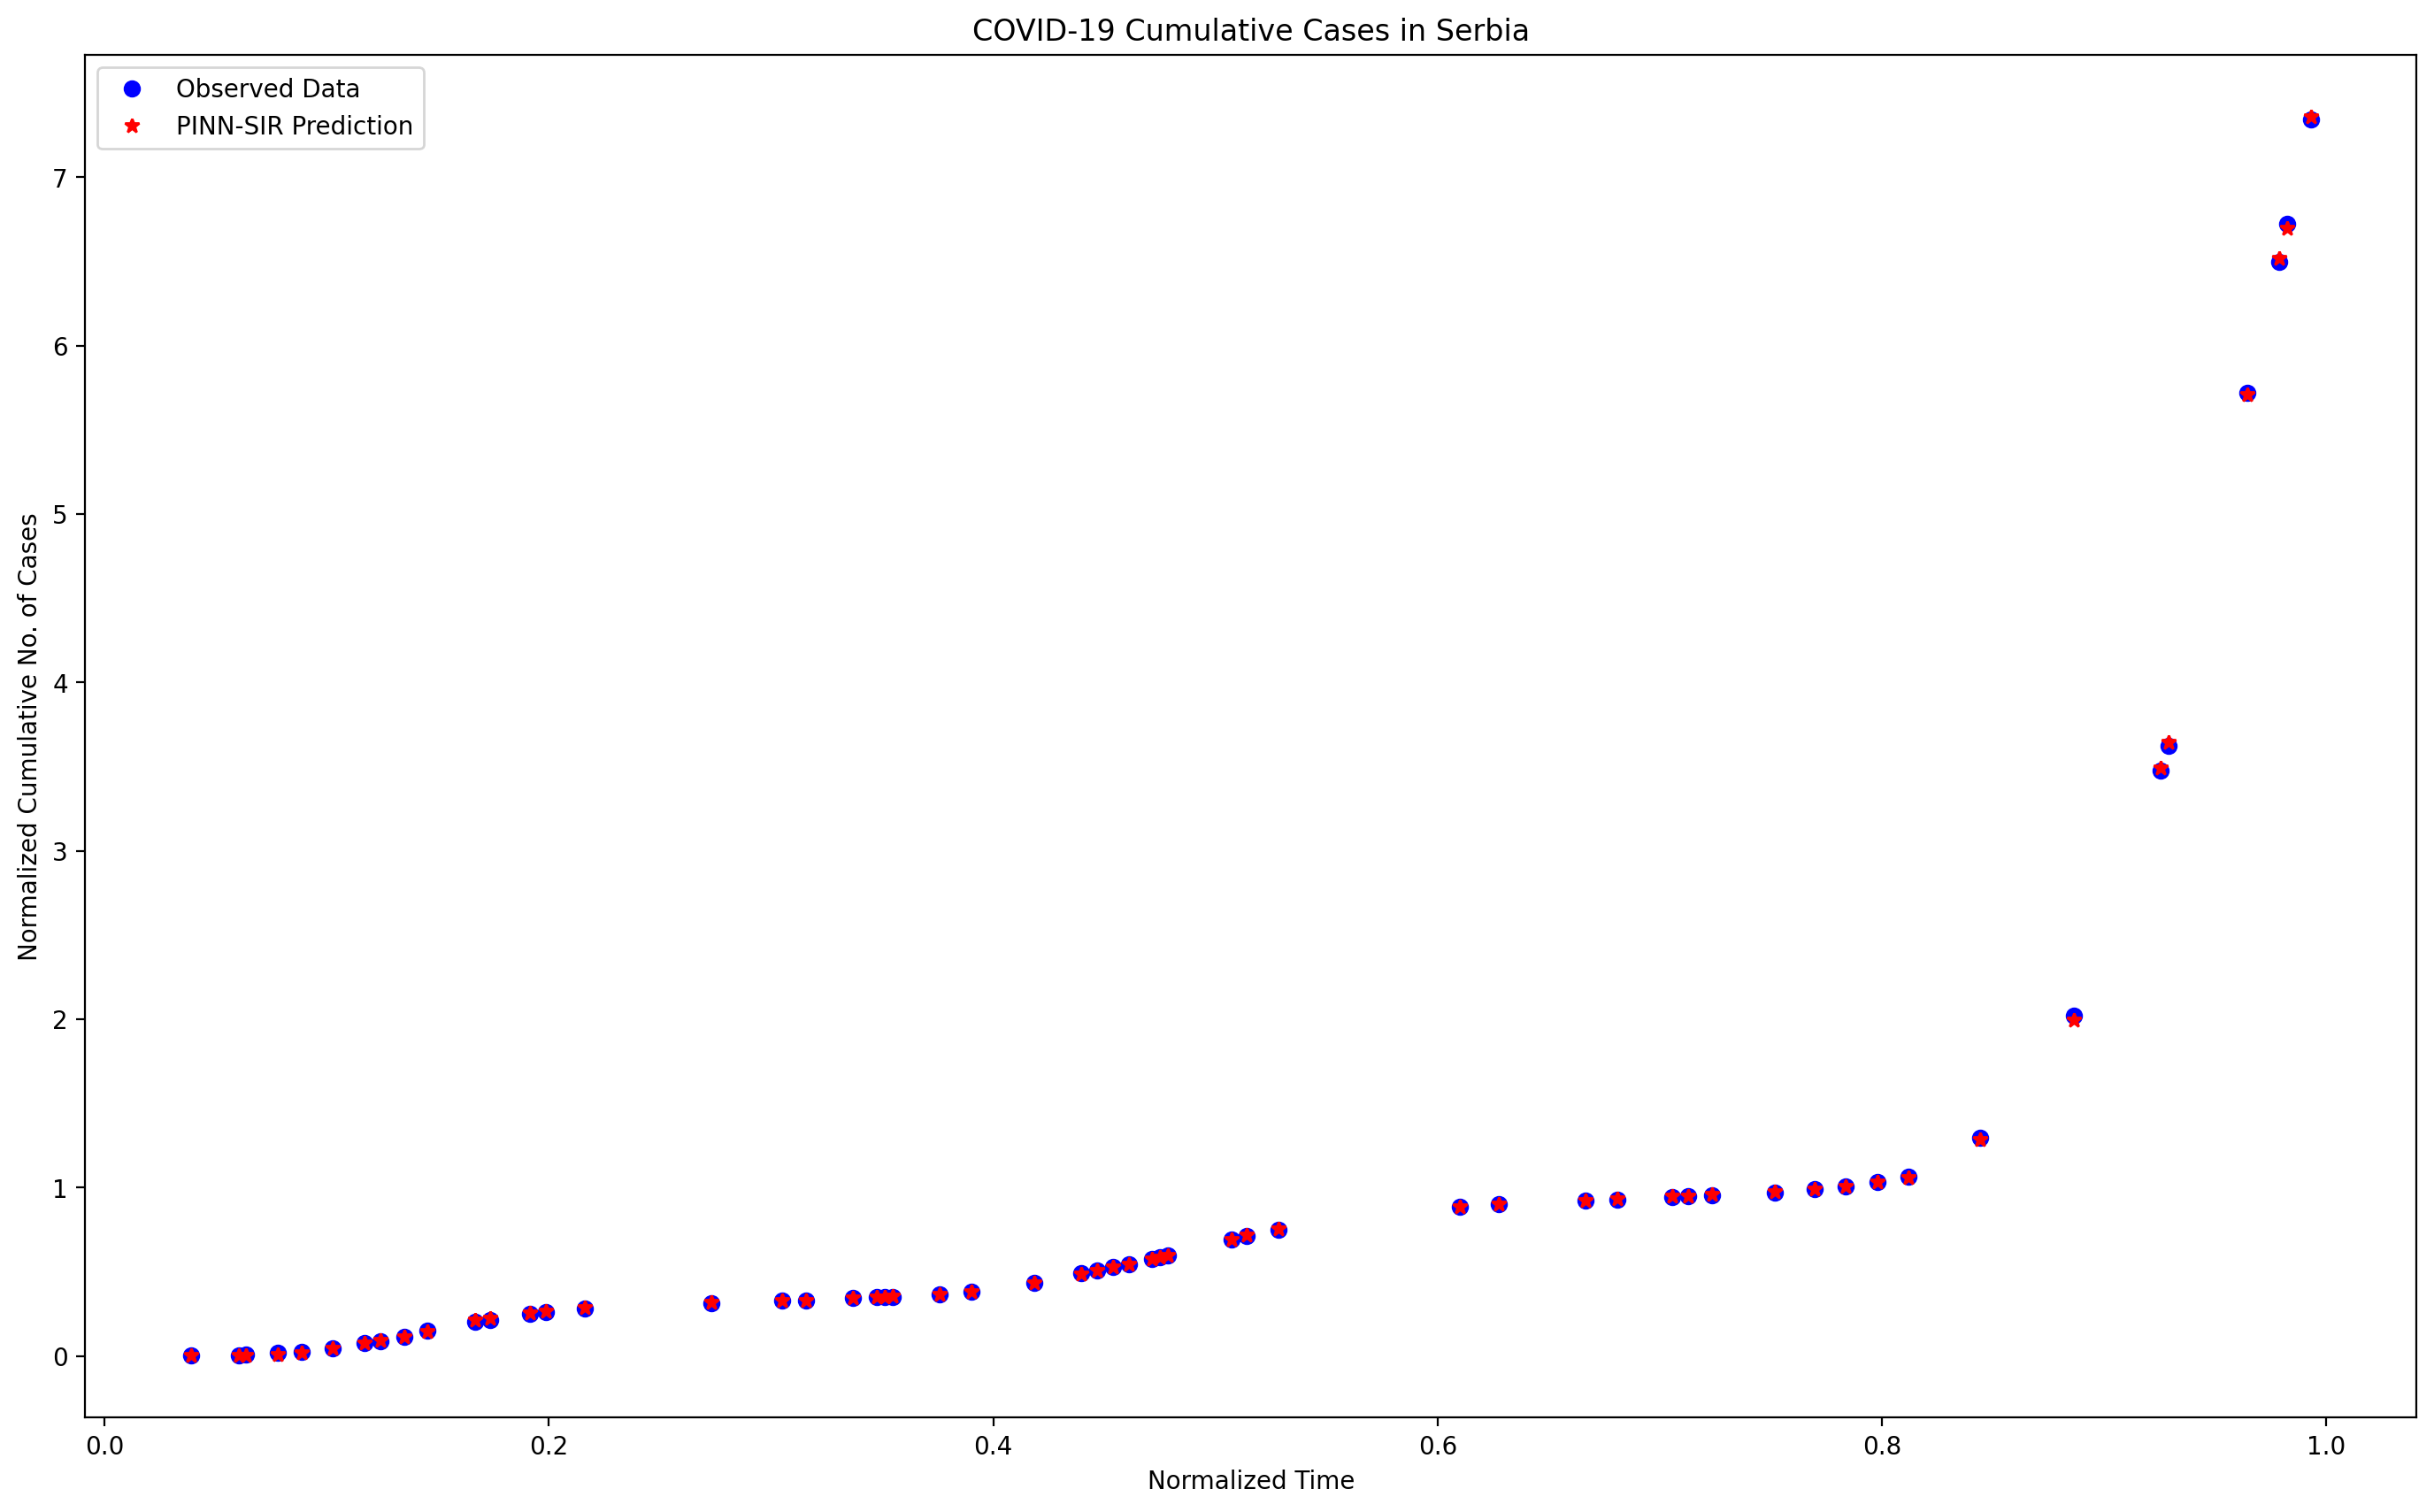 COVID-19 Cumulative Cases in Serbia
Observed Data
PINN-SIR Prediction
Normalized Cumulative No. of Cases
7
6
5
4
3
2
1
0
0.0 0.2 0.4 0.6 0.8 1.0
Normalized Time